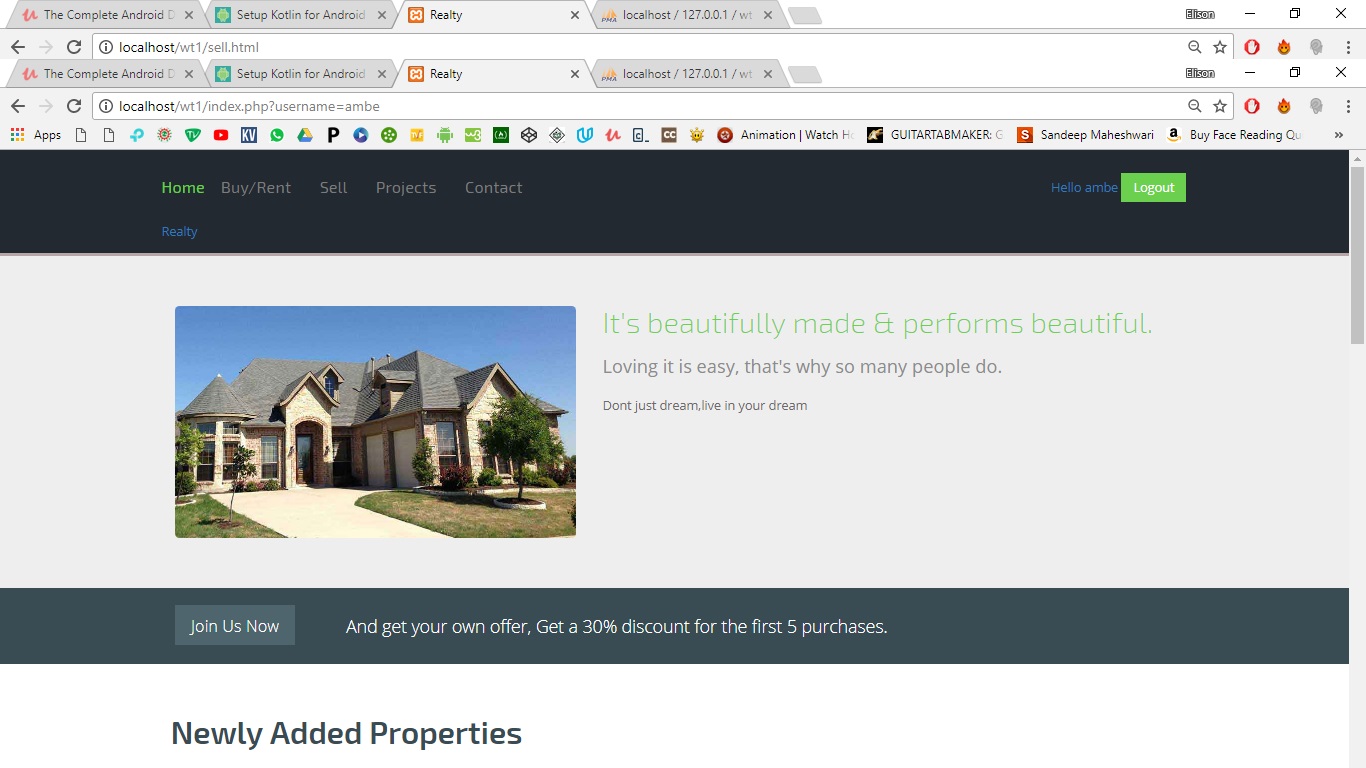 The Complete Android D
Setup Kotlin for Android
Realty
localhost / 127.0.0.1 / wt
Elison
localhost/wt1/sell.html
The Complete Android D
Setup Kotlin for Android
Realty
localhost / 127.0.0.1 / wt
Elison
localhost/wt1/index.php?username=ambe
Apps
KV
P
CC
Animation | Watch Ho
GUITARTABMAKER: G
S
Sandeep Maheshwari
a
Buy Face Reading Qu
»
Home Buy/Rent Sell Projects Contact
Hello ambe Logout
Realty
It's beautifully made & performs beautiful.
Loving it is easy, that's why so many people do.
Dont just dream,live in your dream
Join Us Now
And get your own offer, Get a 30% discount for the first 5 purchases.
Newly Added Properties